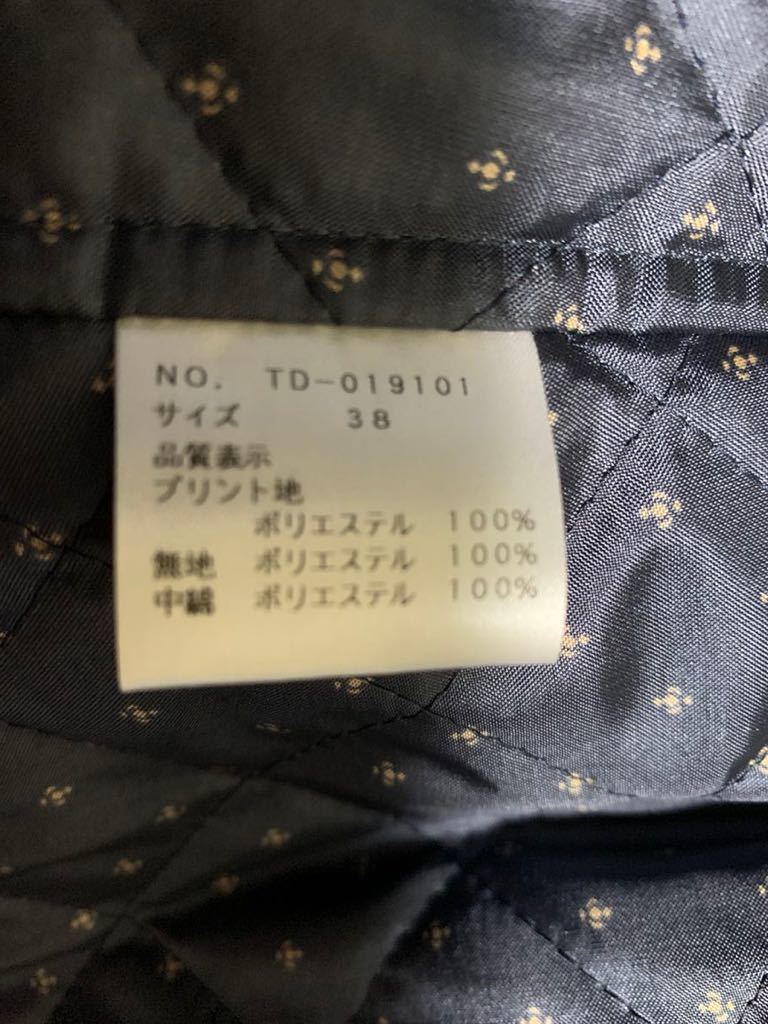 NO. TD-019101
サイズ 38
品質表示
プリント地
ポリエステル 100%
無地 ポリエステル 100%
中綿 ポリエステル 100%